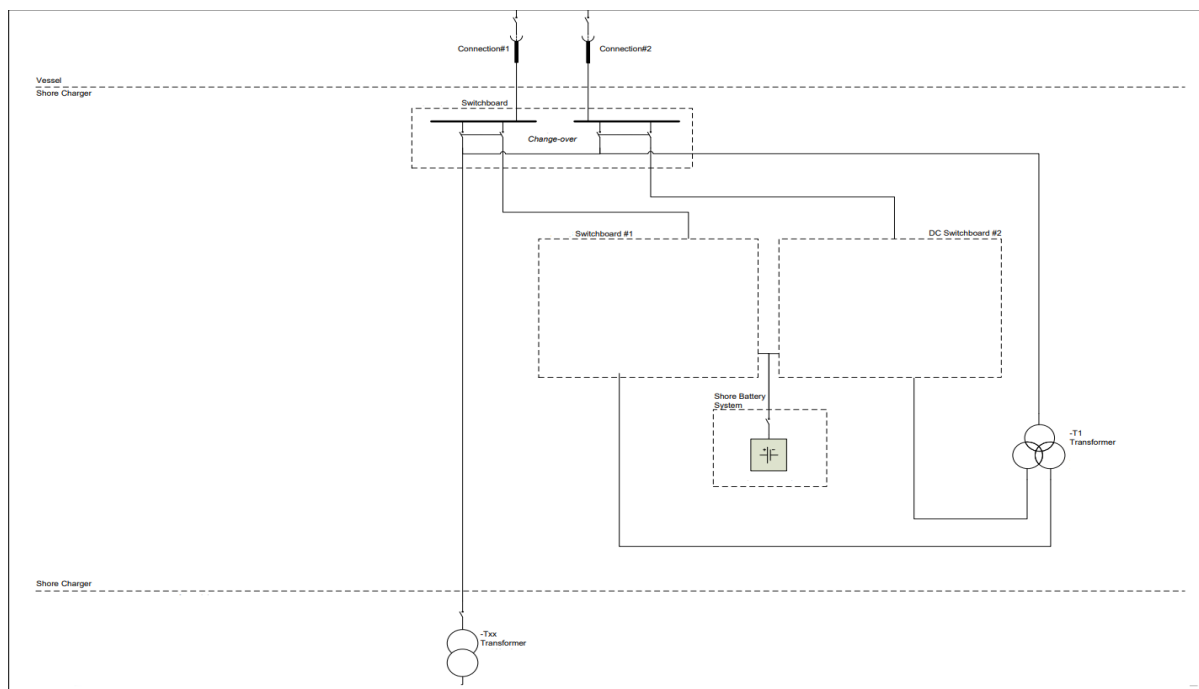 Connection#1
Connection#2
Vessel
Shore Charger
Switchboard
Change-over
Switchboard #1
DC Switchboard #2
Shore Battery
System
+ -
-T1
Transformer
Shore Charger
-Txx
Transformer